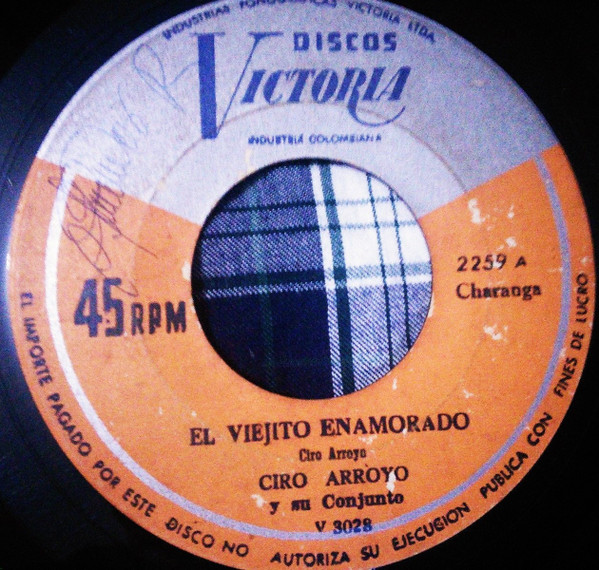 INDUSTRIAS FONOGRAFICAS VICTORIA LTDA.
DISCOS
VICTORIA
INDUSTRIA COLOMBIANA
2259 A
Charanga
45 RPM
EL VIEJITO ENAMORADO
Ciro Arroyo
CIRO ARROYO
y su Conjunto
V 3028
EL IMPORTE PAGADO POR ESTE DISCO NO AUTORIZA SU EJECUCION PUBLICA CON FINES DE LUCRO